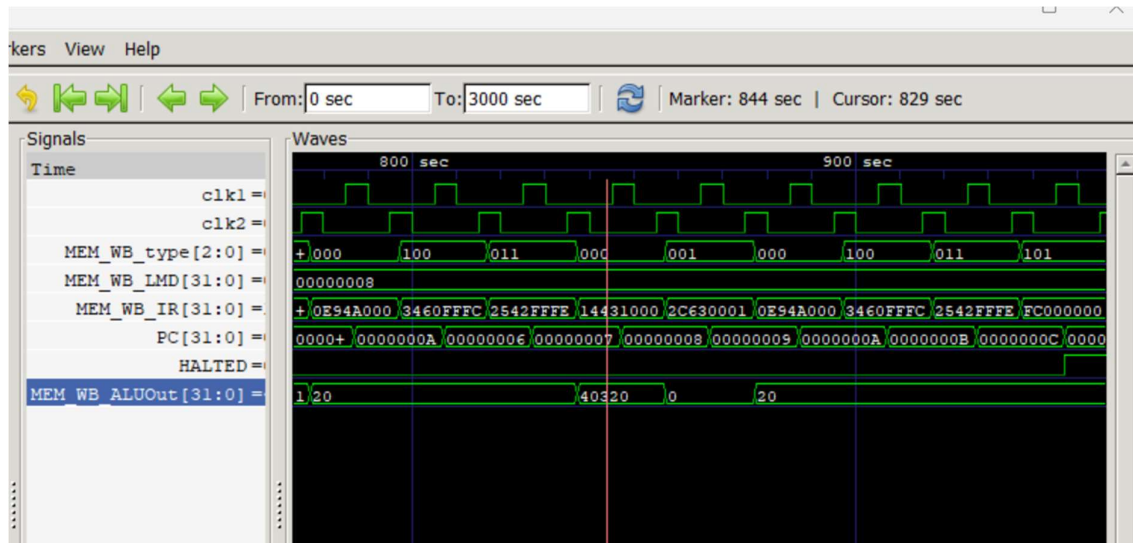 kers View Help
From: 0 sec To: 3000 sec Marker: 844 sec | Cursor: 829 sec
Signals Waves
Time 800 sec 900 sec
clk1 =
clk2 =
MEM_WB_type[2:0] = + 000 100 011 000 001 000 100 011 101
MEM_WB_LMD[31:0] = 00000008
MEM_WB_IR[31:0] = + 0E94A000 3460FFFC 2542FFFE 14431000 2C630001 0E94A000 3460FFFC 2542FFFE FC000000
PC[31:0] = 0000+ 0000000A 00000006 00000007 00000008 00000009 0000000A 0000000B 0000000C 0000
HALTED =
MEM_WB_ALUOut[31:0] = 1 20 40320 0 20